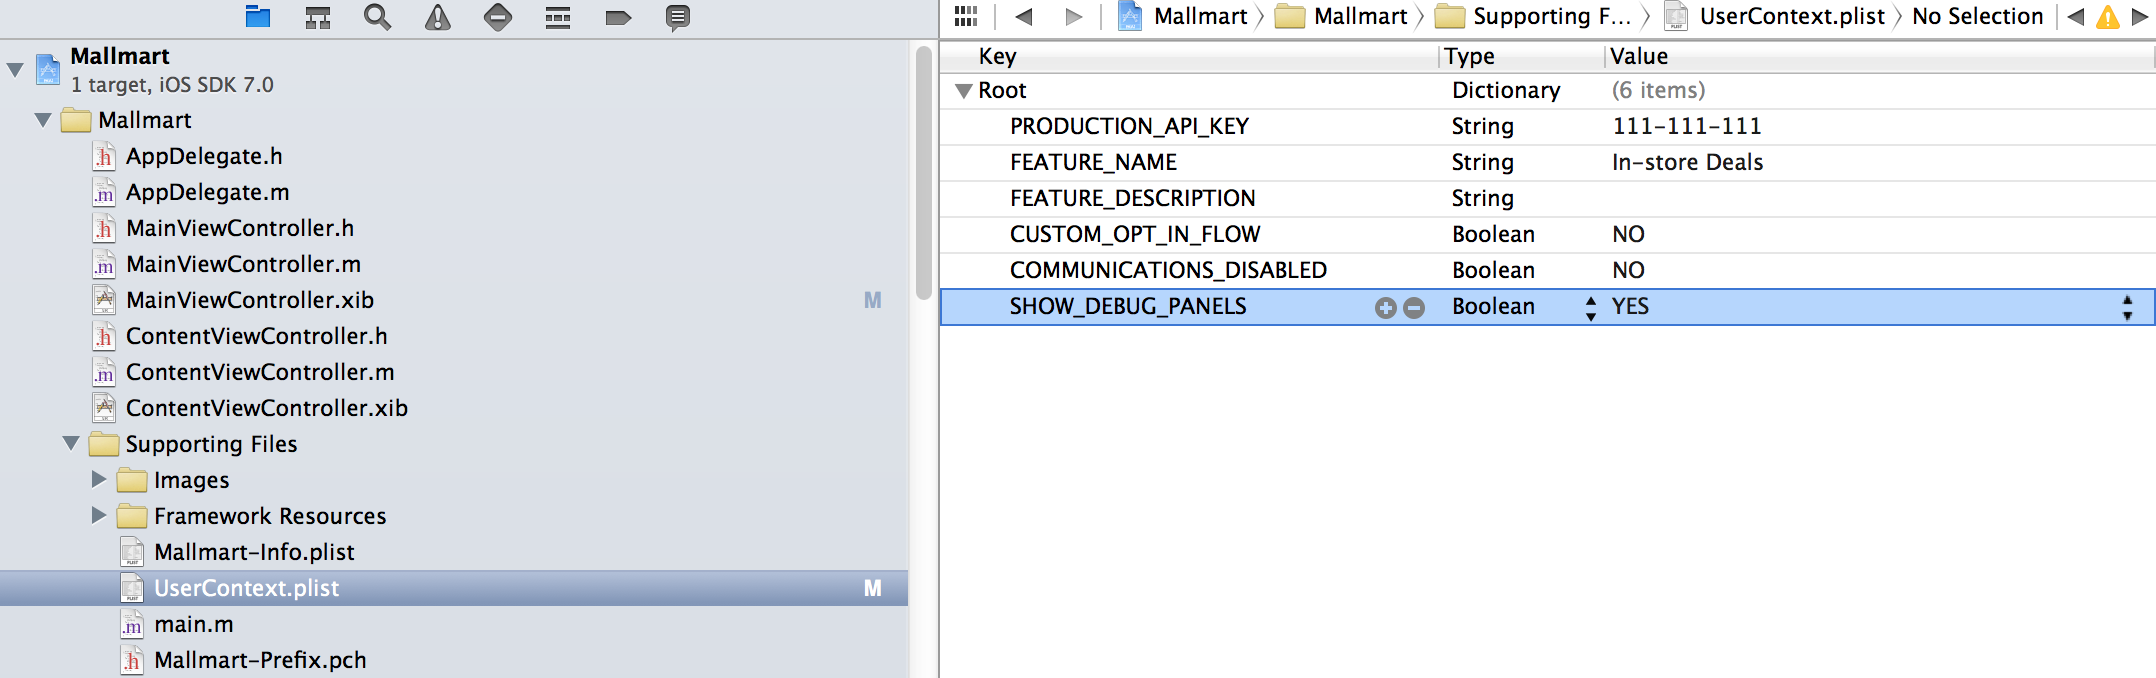 Mallmart
1 target, iOS SDK 7.0
Mallmart
AppDelegate.h
AppDelegate.m
MainViewController.h
MainViewController.m
MainViewController.xib M
ContentViewController.h
ContentViewController.m
ContentViewController.xib
Supporting Files
Images
Framework Resources
Mallmart-Info.plist
UserContext.plist M
main.m
Mallmart-Prefix.pch
Mallmart Mallmart Supporting F... UserContext.plist No Selection
Key Type Value
Root Dictionary (6 items)
PRODUCTION_API_KEY String 111-111-111
FEATURE_NAME String In-store Deals
FEATURE_DESCRIPTION String
CUSTOM_OPT_IN_FLOW Boolean NO
COMMUNICATIONS_DISABLED Boolean NO
SHOW_DEBUG_PANELS Boolean YES